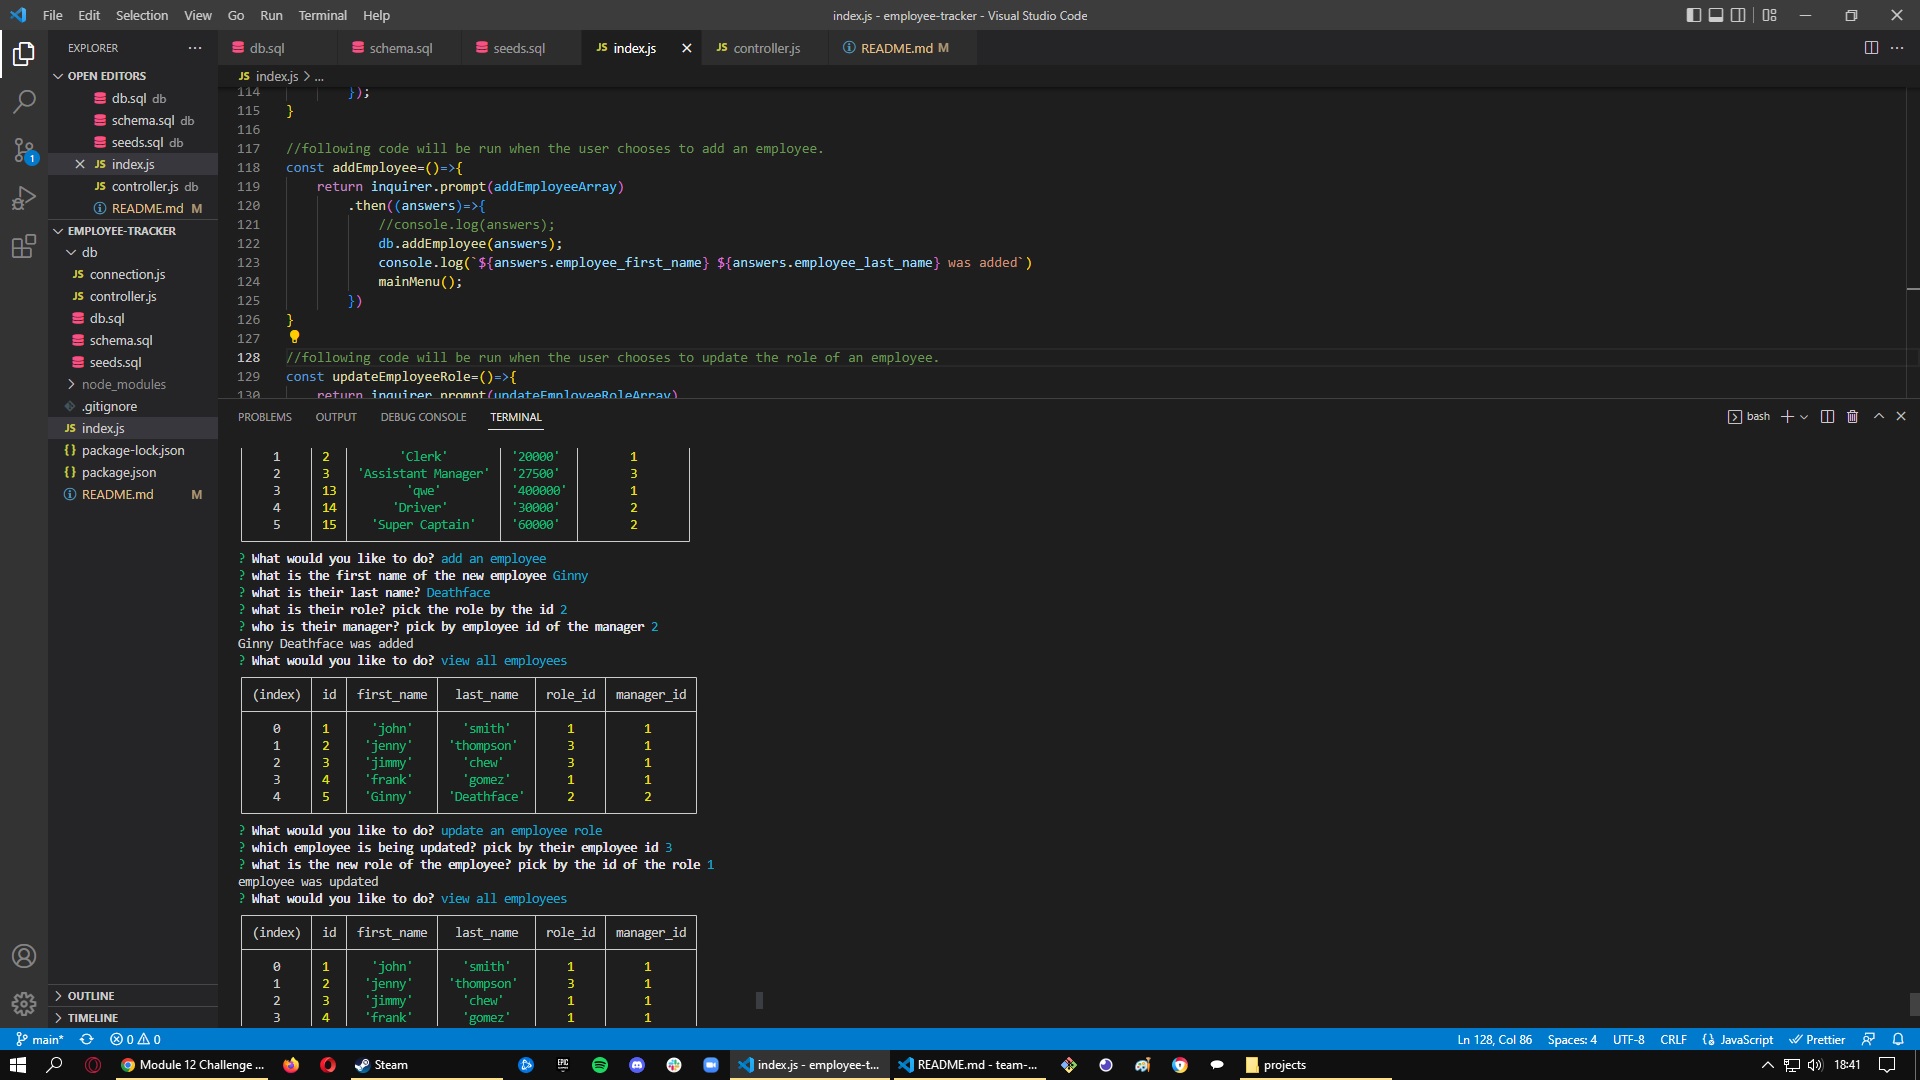 File Edit Selection View Go Run Terminal Help
index.js - employee-tracker - Visual Studio Code
EXPLORER
OPEN EDITORS
db.sql db
schema.sql db
seeds.sql db
JS index.js
JS controller.js db
README.md M
EMPLOYEE-TRACKER
db
JS connection.js
JS controller.js
db.sql
schema.sql
seeds.sql
node_modules
.gitignore
JS index.js
{} package-lock.json
{} package.json
README.md M
OUTLINE
TIMELINE
1
db.sql schema.sql seeds.sql JS index.js JS controller.js README.md M
JS index.js > ...
114 });
115 }
116
117 //following code will be run when the user chooses to add an employee.
118 const addEmployee=()=>{
119 return inquirer.prompt(addEmployeeArray)
120 .then((answers)=>{
121 //console.log(answers);
122 db.addEmployee(answers);
123 console.log(`${answers.employee_first_name} ${answers.employee_last_name} was added`)
124 mainMenu();
125 })
126 }
127
128 //following code will be run when the user chooses to update the role of an employee.
129 const updateEmployeeRole=()=>{
130 return inquirer.prompt(updateEmployeeRoleArray)
PROBLEMS OUTPUT DEBUG CONSOLE TERMINAL
bash
1 2 'Clerk' '20000' 1
2 3 'Assistant Manager' '27500' 3
3 13 'qwe' '400000' 1
4 14 'Driver' '30000' 2
5 15 'Super Captain' '60000' 2
? What would you like to do? add an employee
? what is the first name of the new employee Ginny
? what is their last name? Deathface
? what is their role? pick the role by the id 2
? who is their manager? pick by employee id of the manager 2
Ginny Deathface was added
? What would you like to do? view all employees
(index) id first_name last_name role_id manager_id
0 1 'john' 'smith' 1 1
1 2 'jenny' 'thompson' 3 1
2 3 'jimmy' 'chew' 3 1
3 4 'frank' 'gomez' 1 1
4 5 'Ginny' 'Deathface' 2 2
? What would you like to do? update an employee role
? which employee is being updated? pick by their employee id 3
? what is the new role of the employee? pick by the id of the role 1
employee was updated
? What would you like to do? view all employees
(index) id first_name last_name role_id manager_id
0 1 'john' 'smith' 1 1
1 2 'jenny' 'thompson' 3 1
2 3 'jimmy' 'chew' 1 1
3 4 'frank' 'gomez' 1 1
main* 0 0 Ln 128, Col 86 Spaces: 4 UTF-8 CRLF {} JavaScript Prettier
Module 12 Challenge ... Steam EPIC index.js - employee-t... README.md - team-... projects 18:41